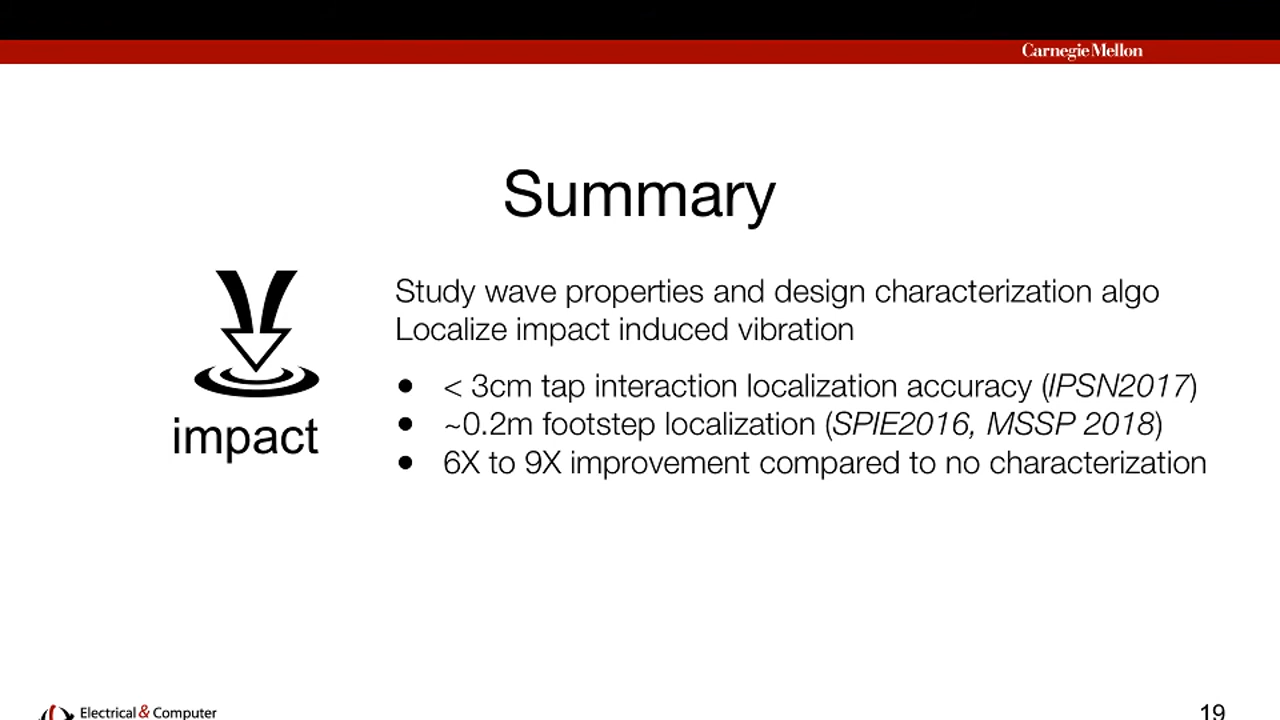 Carnegie Mellon
Summary
Study wave properties and design characterization algo
Localize impact induced vibration
● < 3cm tap interaction localization accuracy (IPSN2017)
● ~0.2m footstep localization (SPIE2016, MSSP 2018)
● 6X to 9X improvement compared to no characterization
impact
Electrical & Computer
19